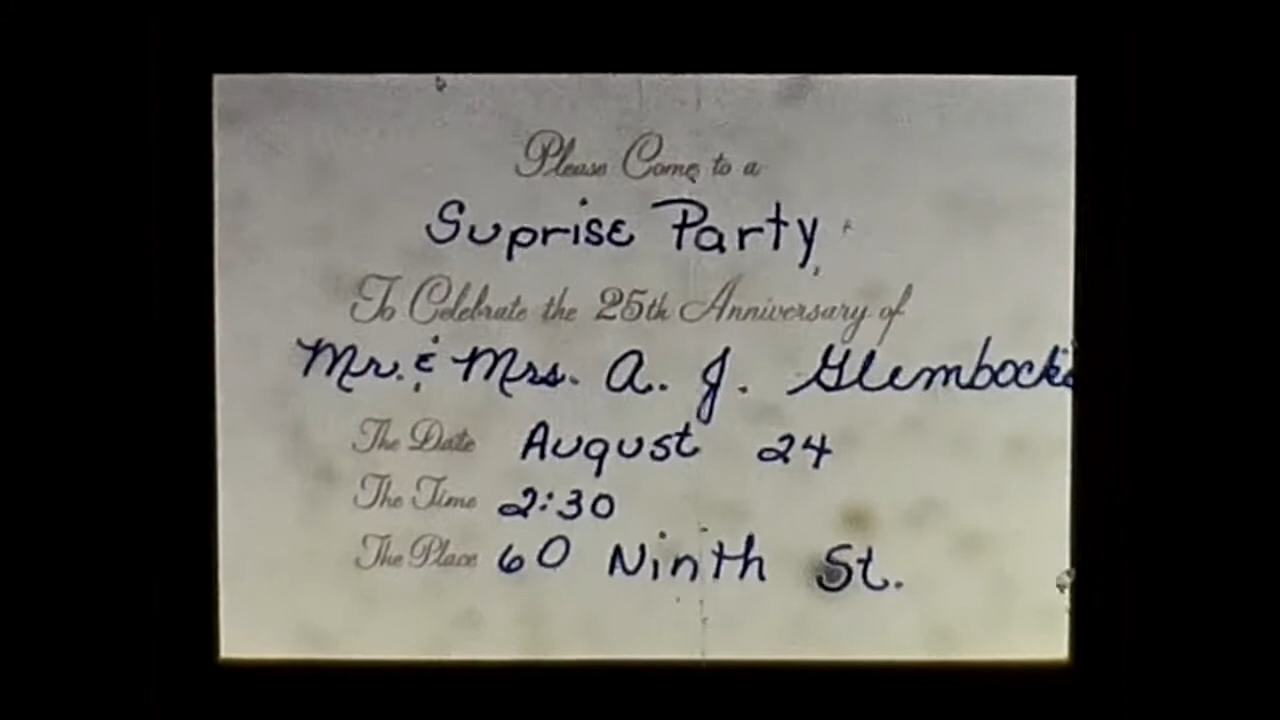 Please Come to a
Suprise Party
To Celebrate the 25th Anniversary of
Mr. & Mrs. A. J. Glembocki
The Date August 24
The Time 2:30
The Place 60 Ninth St.